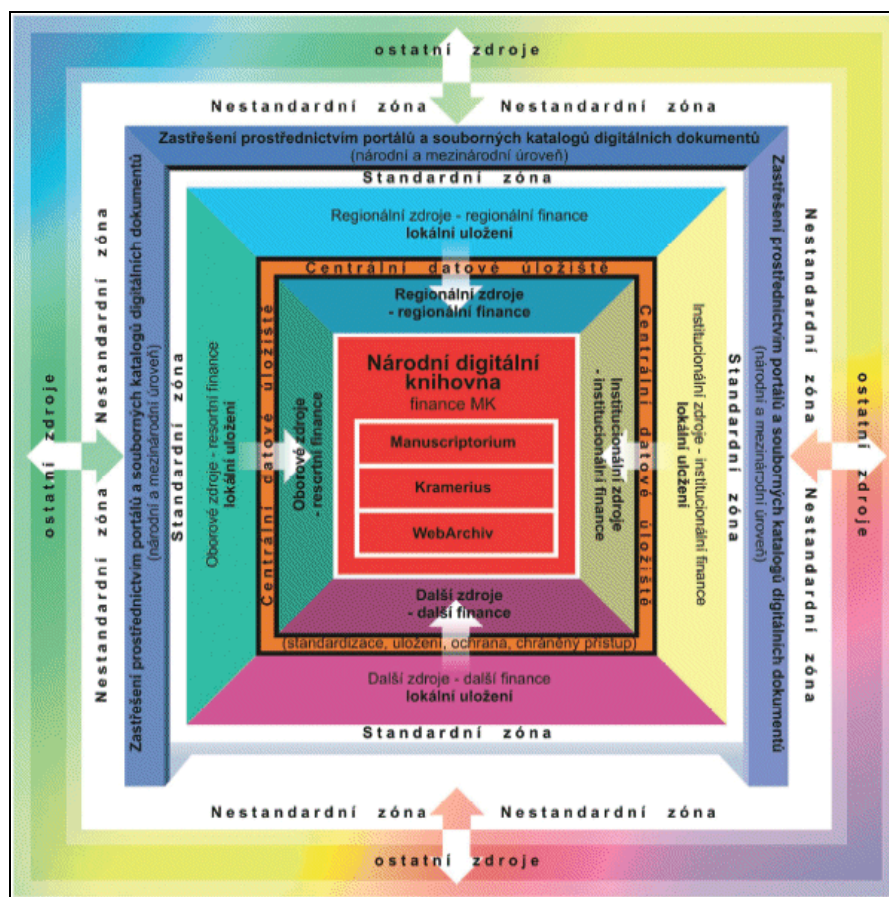 ostatní zdroje
Nestandardní zóna Nestandardní zóna
Zastřešení prostřednictvím portálů a souborných katalogů digitálních dokumentů
(národní a mezinárodní úroveň)
Standardní zóna
Regionální zdroje - regionální finance
lokální uložení
Centrální datové úložiště
Regionální zdroje
- regionální finance
Národní digitální
knihovna
finance MK
Manuscriptorium
Kramerius
WebArchiv
Další zdroje
- další finance
(standardizace, uložení, ochrana, chráněný přístup)
Další zdroje - další finance
lokální uložení
Standardní zóna
Nestandardní zóna Nestandardní zóna
ostatní zdroje
ostatní zdroje
Nestandardní zóna Nestandardní zóna
Zastřešení prostřednictvím portálů a souborných katalogů digitálních dokumentů
(národní a mezinárodní úroveň)
Standardní zóna
Oborové zdroje - resortní finance
lokální uložení
Centrální datové úložiště
Oborové zdroje
- resortní finance
Institucionální zdroje
- institucionální finance
Centrální datové úložiště
Institucionální zdroje - institucionální finance
lokální uložení
Standardní zóna
Zastřešení prostřednictvím portálů a souborných katalogů digitálních dokumentů
(národní a mezinárodní úroveň)
Nestandardní zóna Nestandardní zóna
ostatní zdroje